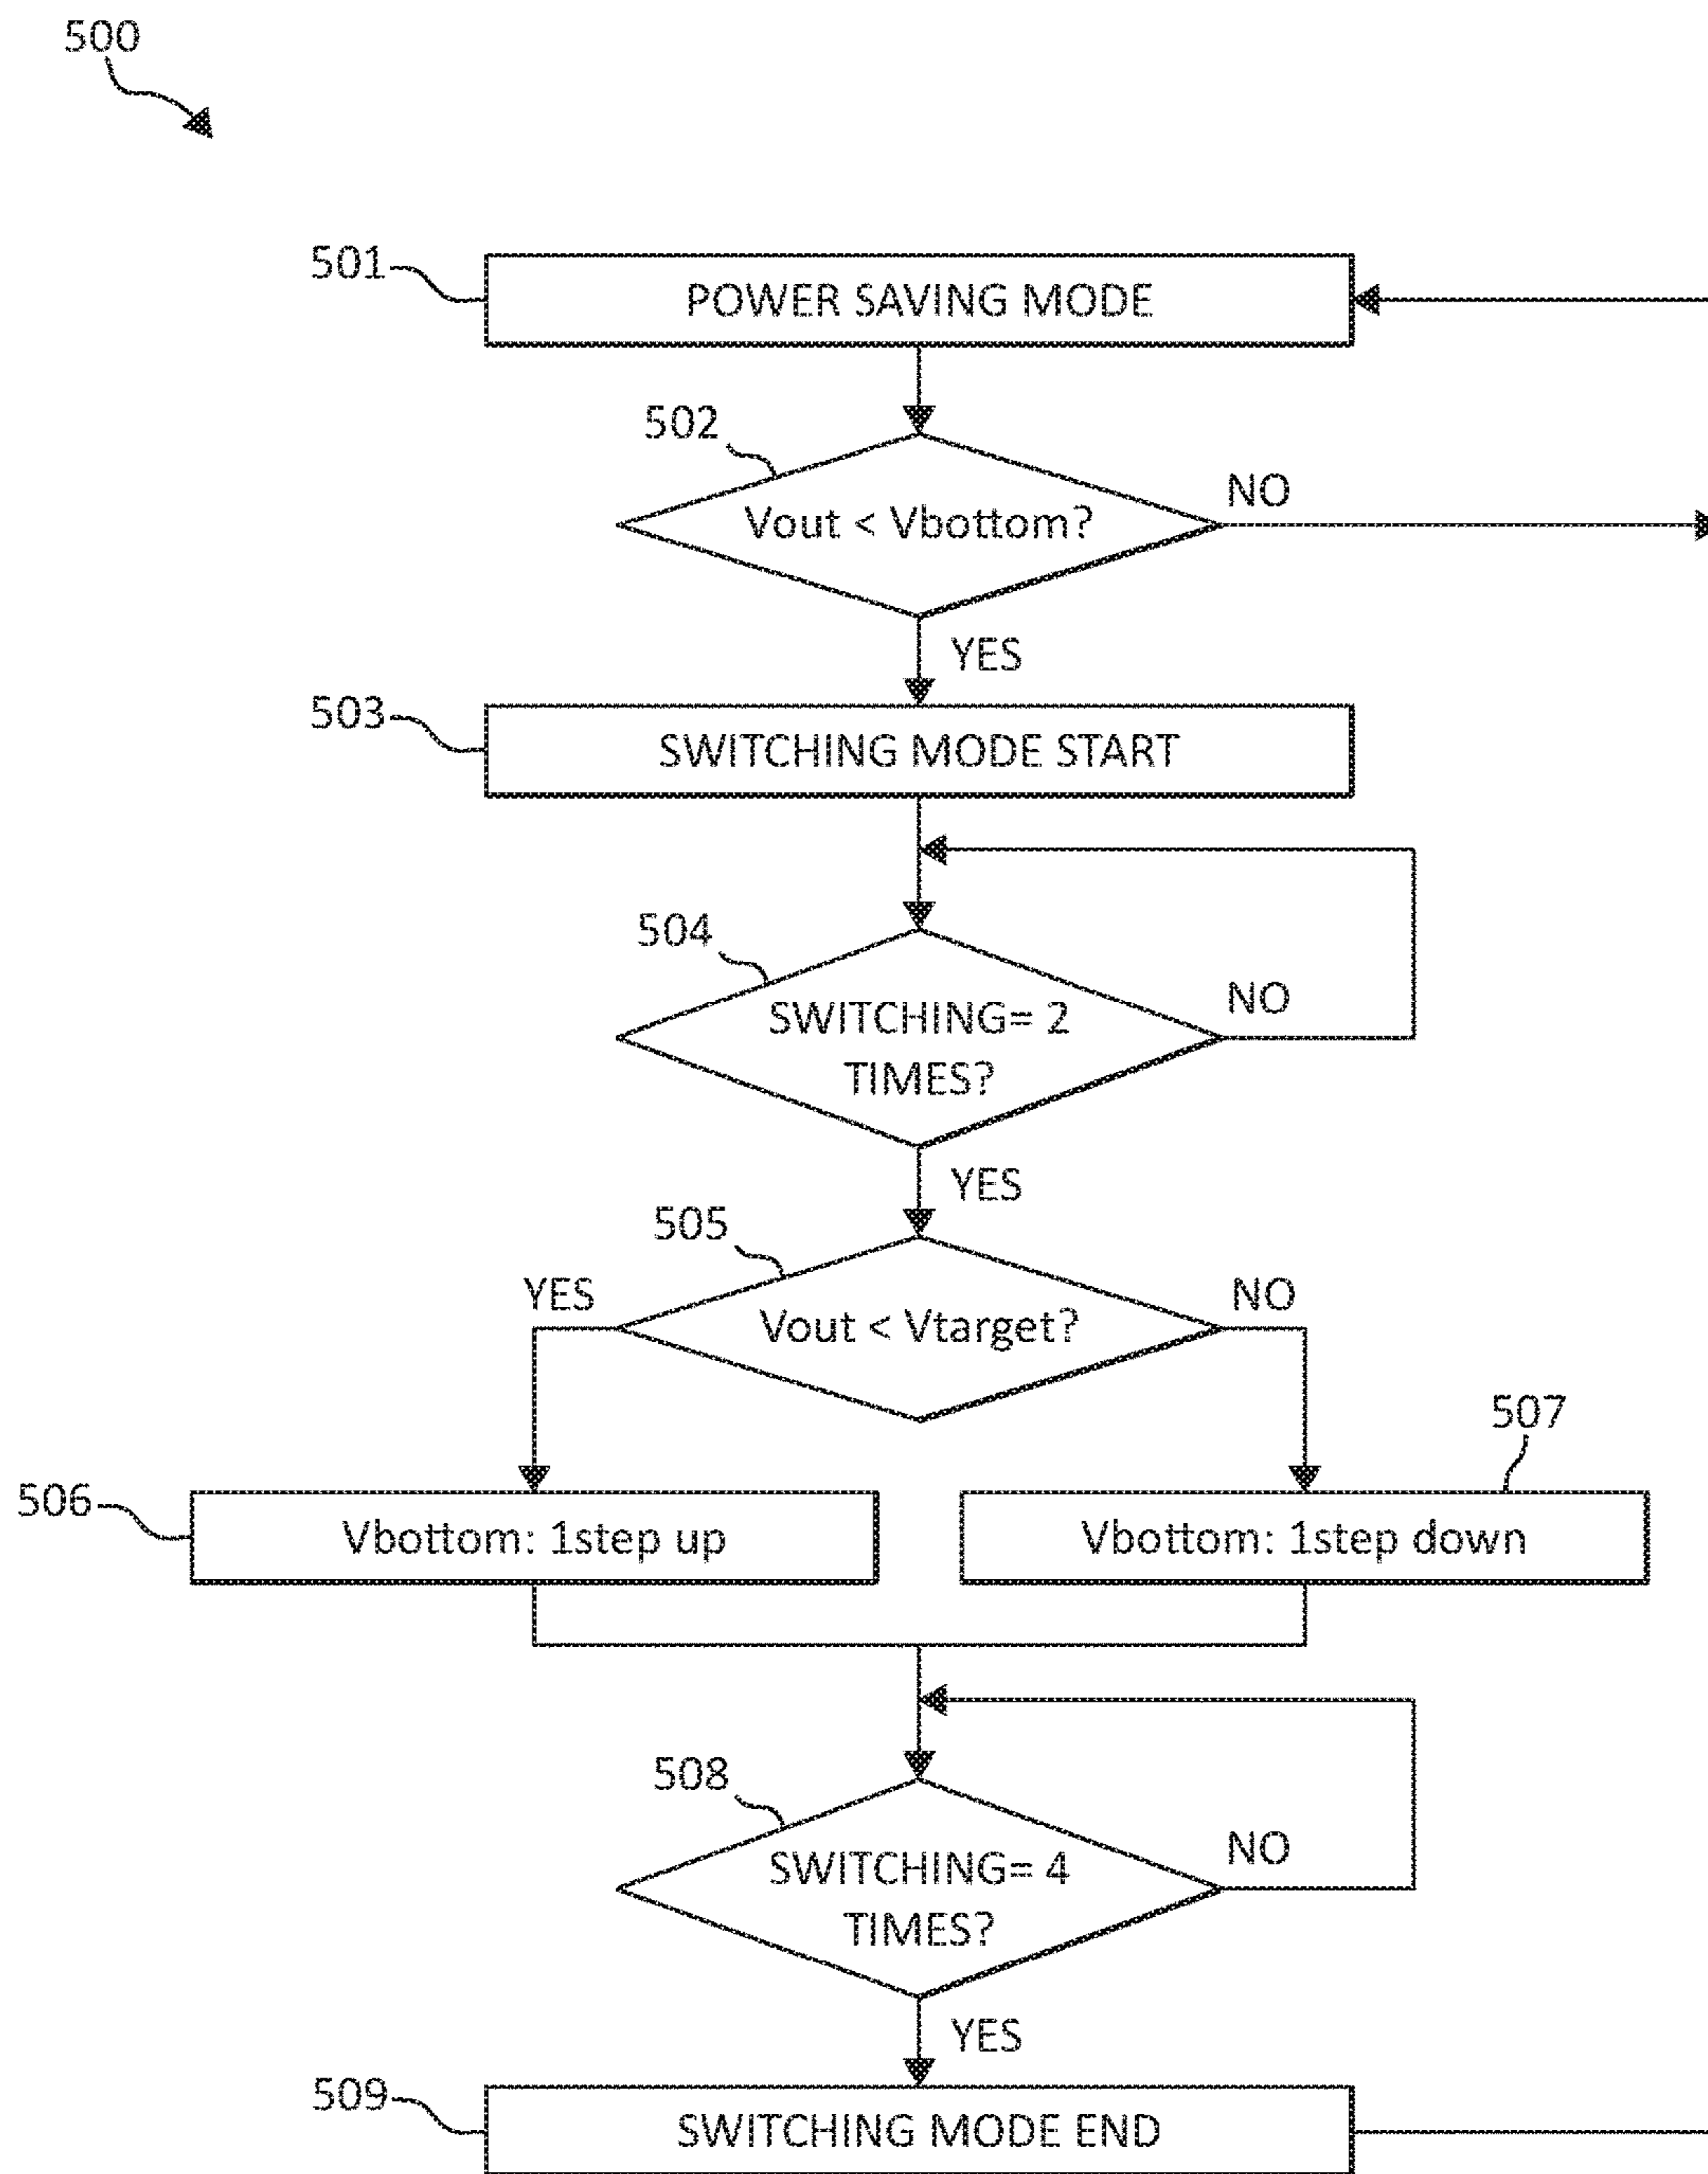 500
501
POWER SAVING MODE
502
Vout < Vbottom?
NO
YES
503
SWITCHING MODE START
504
SWITCHING= 2
TIMES?
NO
YES
505
YES
Vout < Vtarget?
NO
507
506
Vbottom: 1step up
Vbottom: 1step down
508
SWITCHING= 4
TIMES?
NO
YES
509
SWITCHING MODE END